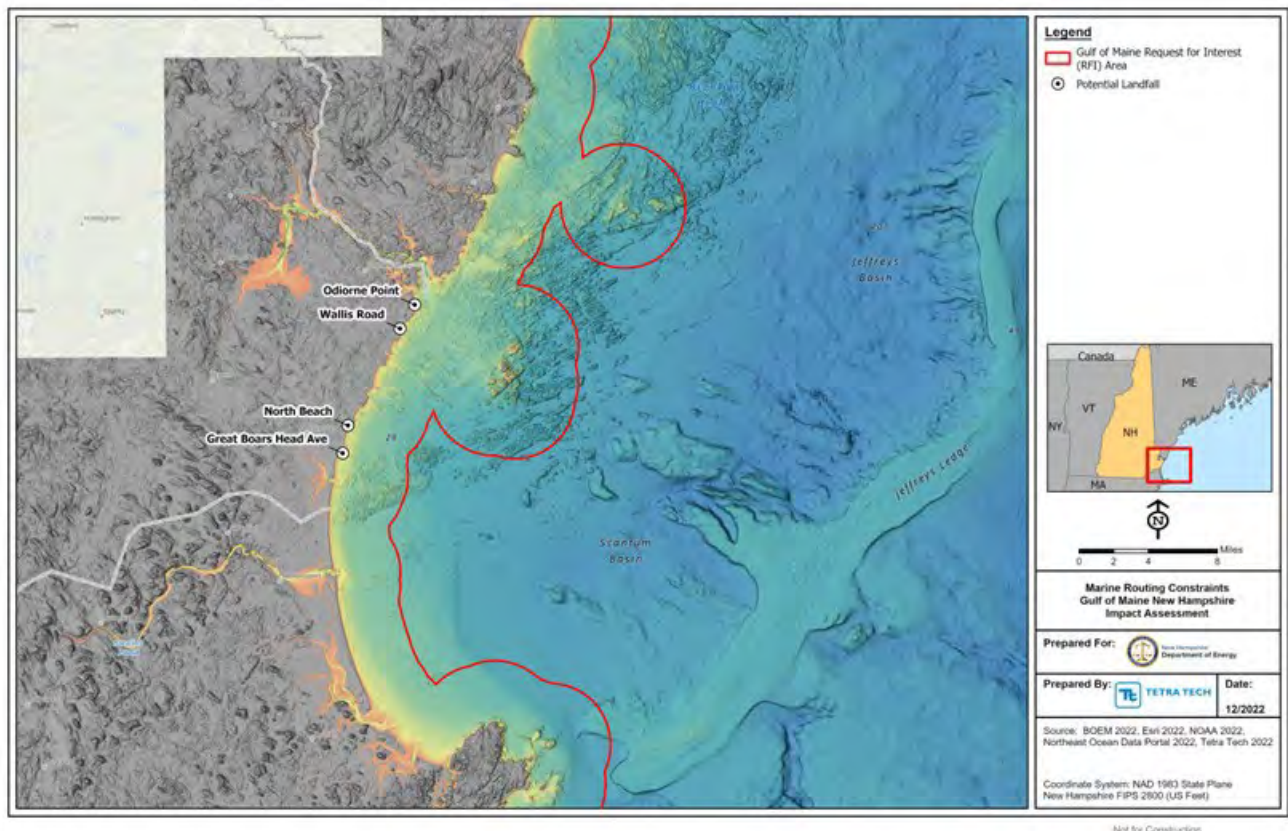 Odiorne Point
Wallis Road
North Beach
Great Boars Head Ave
28
Jeffreys
Basin
Jeffreys Ledge
Scantum
Basin
Legend
Gulf of Maine Request for Interest
(RFI) Area
Potential Landfall
Canada
ME
VT
NY
NH
MA
N
0 2 4 8 Miles
Marine Routing Constraints
Gulf of Maine New Hampshire
Impact Assessment
Prepared For:
New Hampshire
Department of Energy
Prepared By:
Tt TETRA TECH
Date:
12/2022
Source: BOEM 2022, Esri 2022, NOAA 2022,
Northeast Ocean Data Portal 2022, Tetra Tech 2022
Coordinate System: NAD 1983 State Plane
New Hampshire FIPS 2800 (US Feet)
Not for Construction